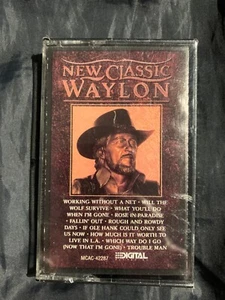 NEW CLASSIC
WAYLON
WORKING WITHOUT A NET • WILL THE
WOLF SURVIVE • WHAT YOU'LL DO
WHEN I'M GONE • ROSE IN PARADISE
• FALLIN' OUT • ROUGH AND ROWDY
DAYS • IF OLE HANK COULD ONLY SEE
US NOW • HOW MUCH IS IT WORTH TO
LIVE IN L.A. • WHICH WAY DO I GO
(NOW THAT I'M GONE) • TROUBLE MAN
MCAC-42287 DIGITAL